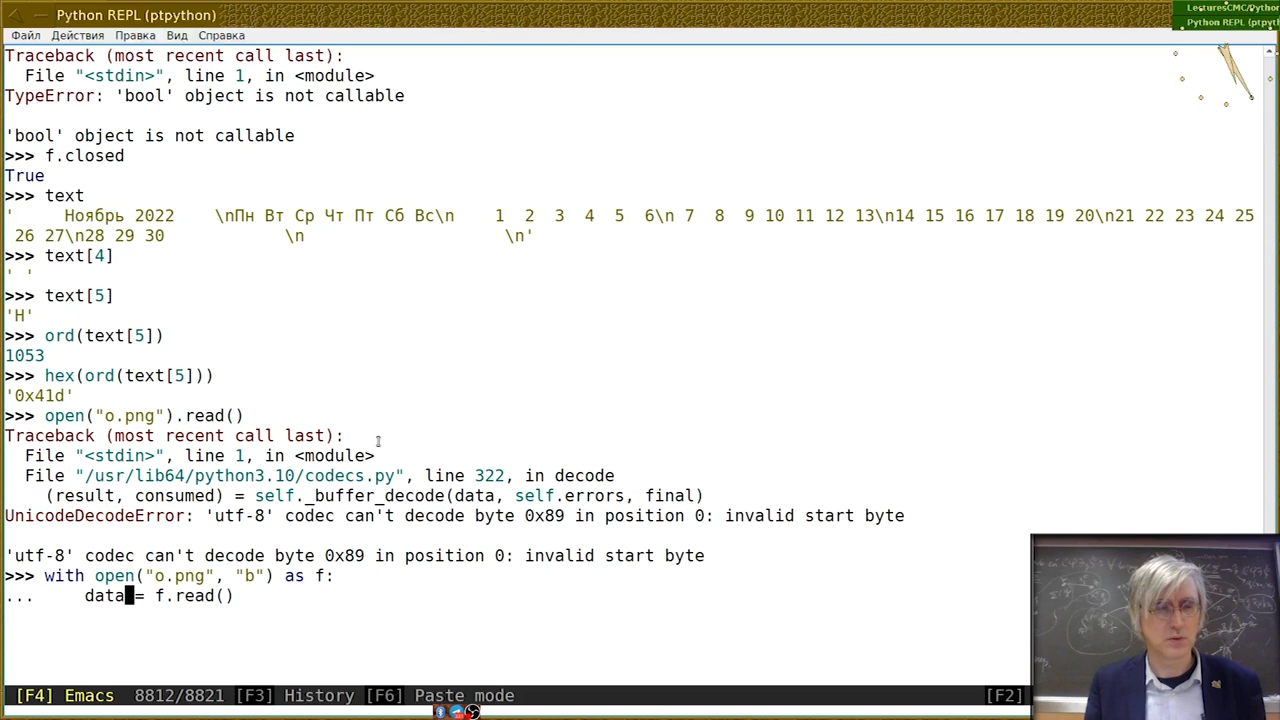 Python REPL (ptpython)
LecturesCMC/Python
Python REPL (ptpyth
Файл Действия Правка Вид Справка
Traceback (most recent call last):
  File "<stdin>", line 1, in <module>
TypeError: 'bool' object is not callable
'bool' object is not callable
>>> f.closed
True
>>> text
'     Ноябрь 2022    \nПн Вт Ср Чт Пт Сб Вс\n    1  2  3  4  5  6\n 7  8  9 10 11 12 13\n14 15 16 17 18 19 20\n21 22 23 24 25
 26 27\n28 29 30            \n                    \n'
>>> text[4]
' '
>>> text[5]
'Н'
>>> ord(text[5])
1053
>>> hex(ord(text[5]))
'0x41d'
>>> open("o.png").read()
Traceback (most recent call last):
  File "<stdin>", line 1, in <module>
  File "/usr/lib64/python3.10/codecs.py", line 322, in decode
    (result, consumed) = self._buffer_decode(data, self.errors, final)
UnicodeDecodeError: 'utf-8' codec can't decode byte 0x89 in position 0: invalid start byte
'utf-8' codec can't decode byte 0x89 in position 0: invalid start byte
>>> with open("o.png", "b") as f:
...     data = f.read()
[F4] Emacs  8812/8821 [F3] History [F6] Paste mode [F2]